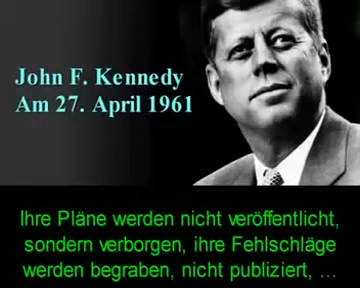 John F. Kennedy
Am 27. April 1961
Ihre Pläne werden nicht veröffentlicht,
sondern verborgen, ihre Fehlschläge
werden begraben, nicht publiziert, ...